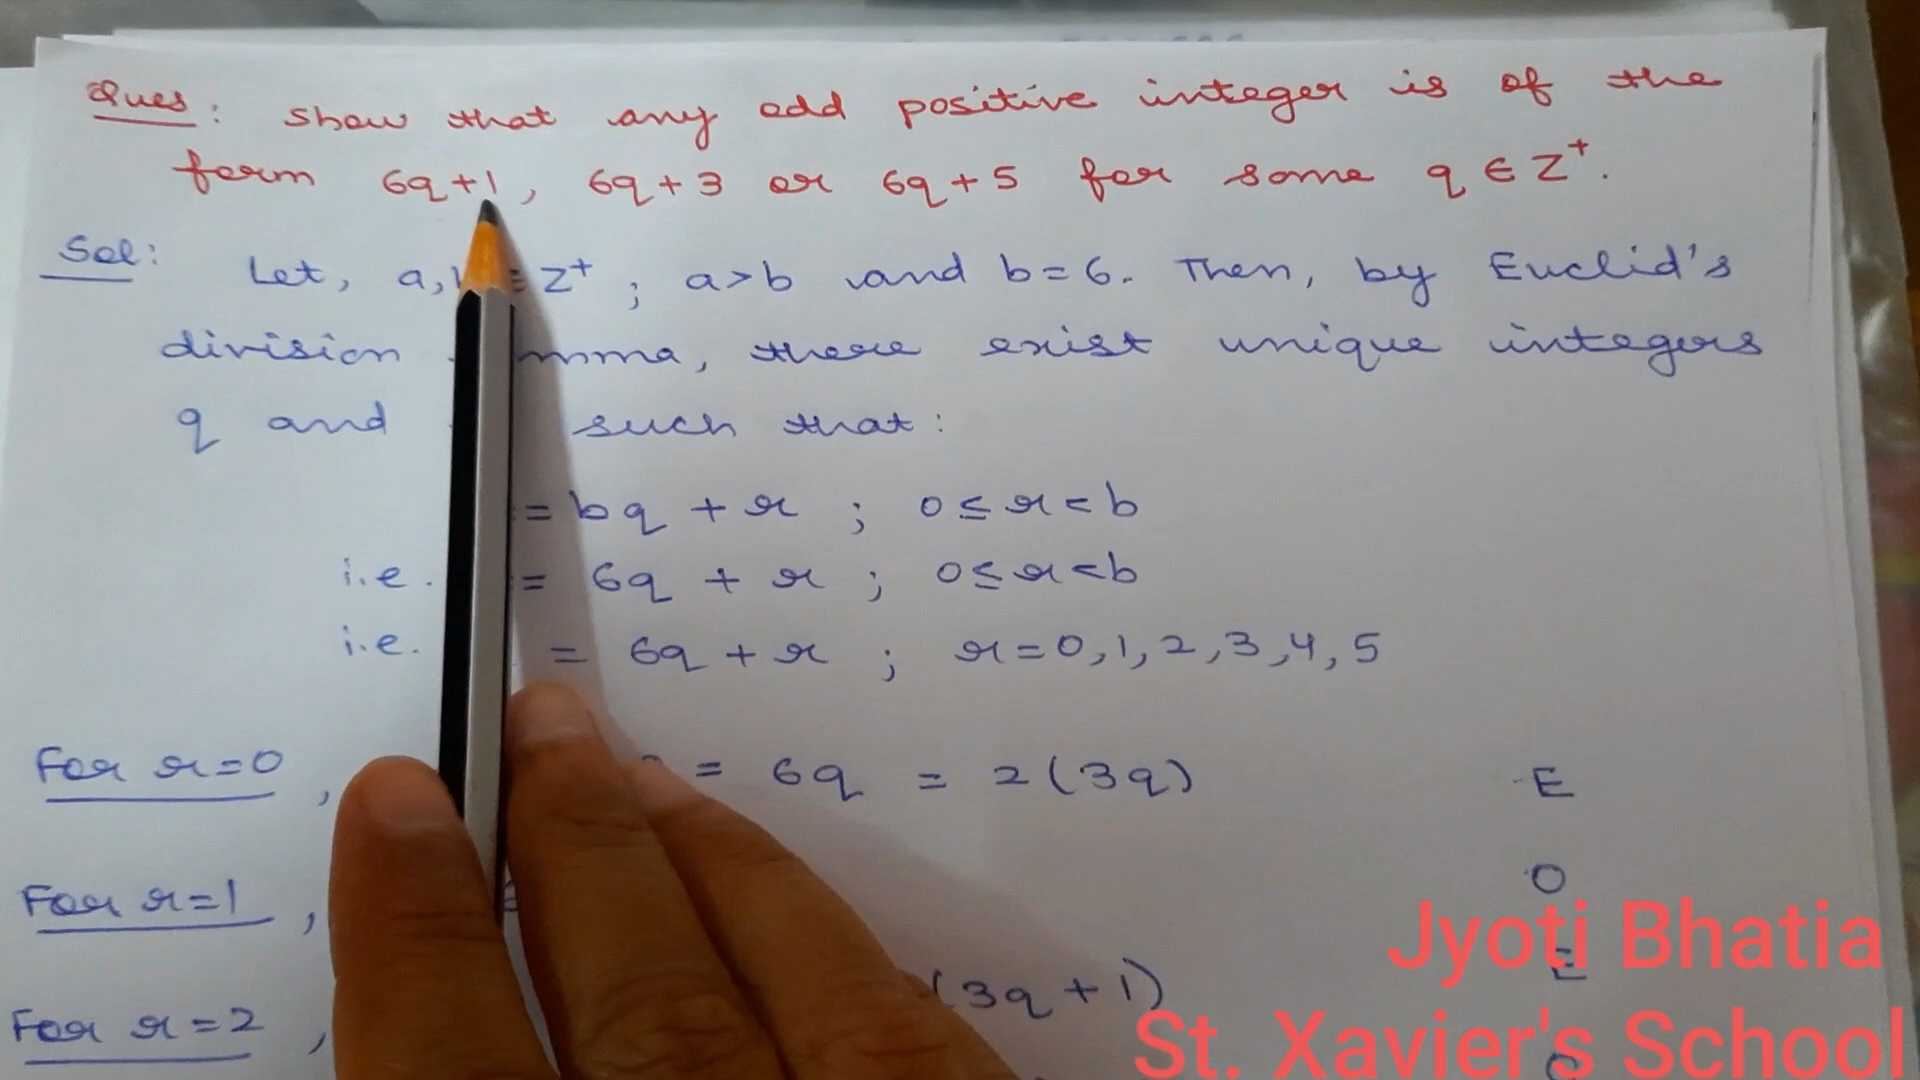 Ques: Show that any odd positive integer is of the
form 6q+1, 6q+3 or 6q+5 for some q ∈ Z⁺.
Sol: Let, a, ∈ Z⁺ ; a>b and b=6. Then, by Euclid's
division mma, there exist unique integers
q and such that:
= bq + r ; 0≤r<b
i.e. = 6q + r ; 0≤r<b
i.e. = 6q + r ; r=0,1,2,3,4,5
For r=0, = 6q = 2(3q) E
For r=1, O
(3q+1) E
For r=2,
Jyoti Bhatia
St. Xavier's School